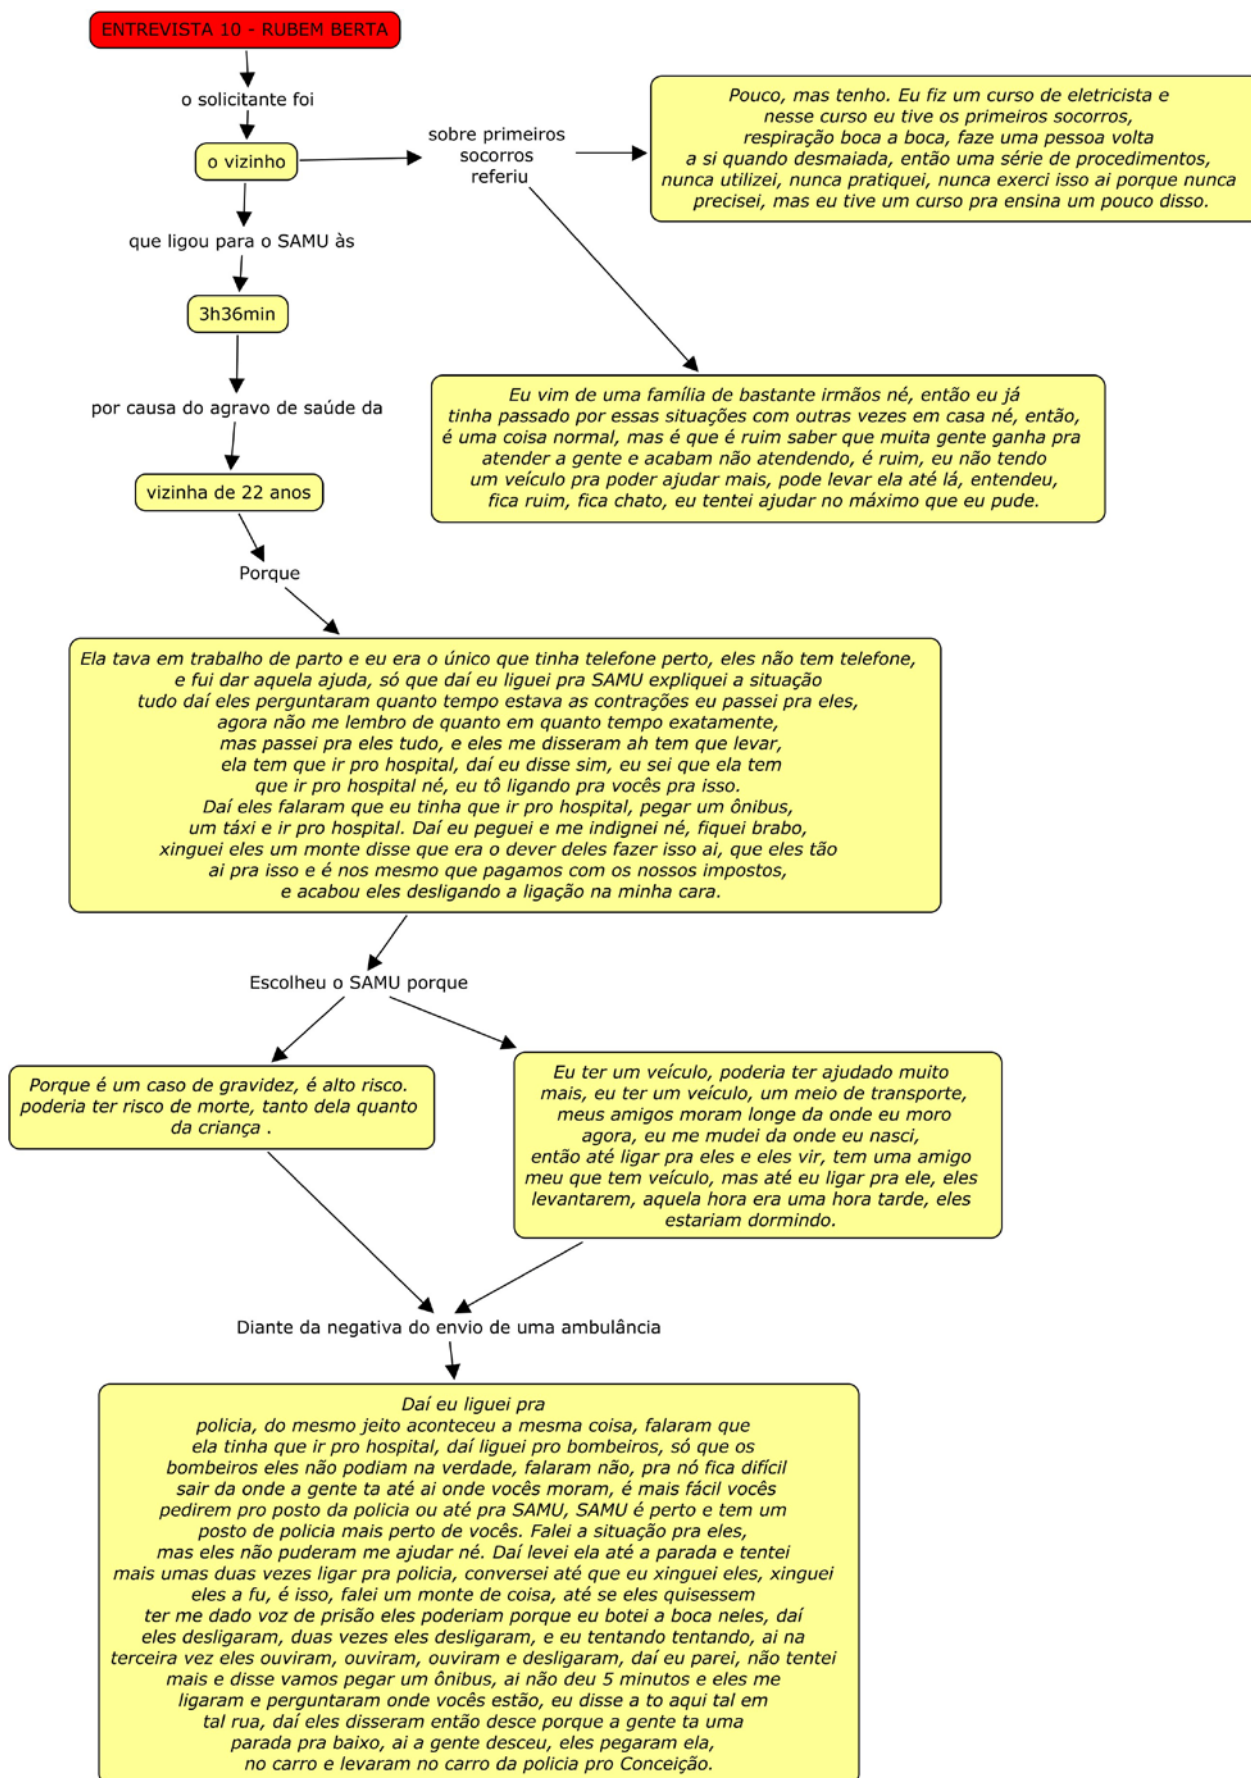 ENTREVISTA 10 - RUBEM BERTA
o solicitante foi
o vizinho
sobre primeiros
socorros
referiu
Pouco, mas tenho. Eu fiz um curso de eletricista e
nesse curso eu tive os primeiros socorros,
respiração boca a boca, faze uma pessoa volta
a si quando desmaiada, então uma série de procedimentos,
nunca utilizei, nunca pratiquei, nunca exerci isso ai porque nunca
precisei, mas eu tive um curso pra ensina um pouco disso.
que ligou para o SAMU às
3h36min
por causa do agravo de saúde da
vizinha de 22 anos
Eu vim de uma família de bastante irmãos né, então eu já
tinha passado por essas situações com outras vezes em casa né, então,
é uma coisa normal, mas é que é ruim saber que muita gente ganha pra
atender a gente e acabam não atendendo, é ruim, eu não tendo
um veículo pra poder ajudar mais, pode levar ela até lá, entendeu,
fica ruim, fica chato, eu tentei ajudar no máximo que eu pude.
Porque
Ela tava em trabalho de parto e eu era o único que tinha telefone perto, eles não tem telefone,
e fui dar aquela ajuda, só que daí eu liguei pra SAMU expliquei a situação
tudo daí eles perguntaram quanto tempo estava as contrações eu passei pra eles,
agora não me lembro de quanto em quanto tempo exatamente,
mas passei pra eles tudo, e eles me disseram ah tem que levar,
ela tem que ir pro hospital, daí eu disse sim, eu sei que ela tem
que ir pro hospital né, eu tô ligando pra vocês pra isso.
Daí eles falaram que eu tinha que ir pro hospital, pegar um ônibus,
um táxi e ir pro hospital. Daí eu peguei e me indignei né, fiquei brabo,
xinguei eles um monte disse que era o dever deles fazer isso ai, que eles tão
ai pra isso e é nos mesmo que pagamos com os nossos impostos,
e acabou eles desligando a ligação na minha cara.
Escolheu o SAMU porque
Porque é um caso de gravidez, é alto risco.
poderia ter risco de morte, tanto dela quanto
da criança .
Eu ter um veículo, poderia ter ajudado muito
mais, eu ter um veículo, um meio de transporte,
meus amigos moram longe da onde eu moro
agora, eu me mudei da onde eu nasci,
então até ligar pra eles e eles vir, tem uma amigo
meu que tem veículo, mas até eu ligar pra ele, eles
levantarem, aquela hora era uma hora tarde, eles
estariam dormindo.
Diante da negativa do envio de uma ambulância
Daí eu liguei pra
policia, do mesmo jeito aconteceu a mesma coisa, falaram que
ela tinha que ir pro hospital, daí liguei pro bombeiros, só que os
bombeiros eles não podiam na verdade, falaram não, pra nó fica difícil
sair da onde a gente ta até ai onde vocês moram, é mais fácil vocês
pedirem pro posto da policia ou até pra SAMU, SAMU é perto e tem um
posto de policia mais perto de vocês. Falei a situação pra eles,
mas eles não puderam me ajudar né. Daí levei ela até a parada e tentei
mais umas duas vezes ligar pra policia, conversei até que eu xinguei eles, xinguei
eles a fu, é isso, falei um monte de coisa, até se eles quisessem
ter me dado voz de prisão eles poderiam porque eu botei a boca neles, daí
eles desligaram, duas vezes eles desligaram, e eu tentando tentando, ai na
terceira vez eles ouviram, ouviram, ouviram e desligaram, daí eu parei, não tentei
mais e disse vamos pegar um ônibus, ai não deu 5 minutos e eles me
ligaram e perguntaram onde vocês estão, eu disse a to aqui tal em
tal rua, daí eles disseram então desce porque a gente ta uma
parada pra baixo, ai a gente desceu, eles pegaram ela,
no carro e levaram no carro da policia pro Conceição.